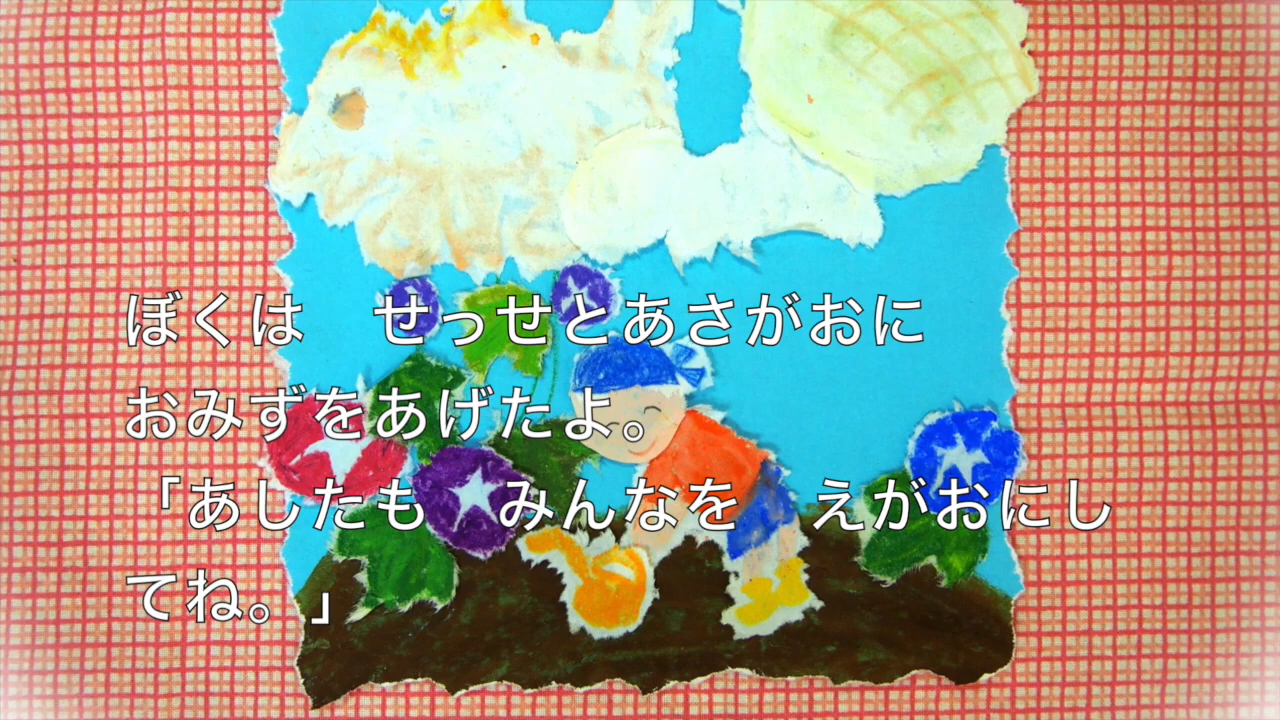 ぼくは　せっせとあさがおに
おみずをあげたよ。
「あしたも　みんなを　えがおにし
てね。」